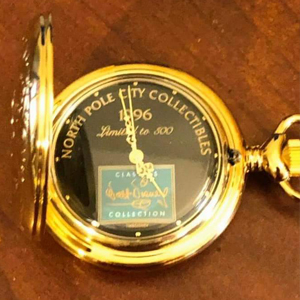 NORTH POLE CITY COLLECTIBLES
1996
Limited to 500
CLASSICS
Walt Disney
COLLECTION